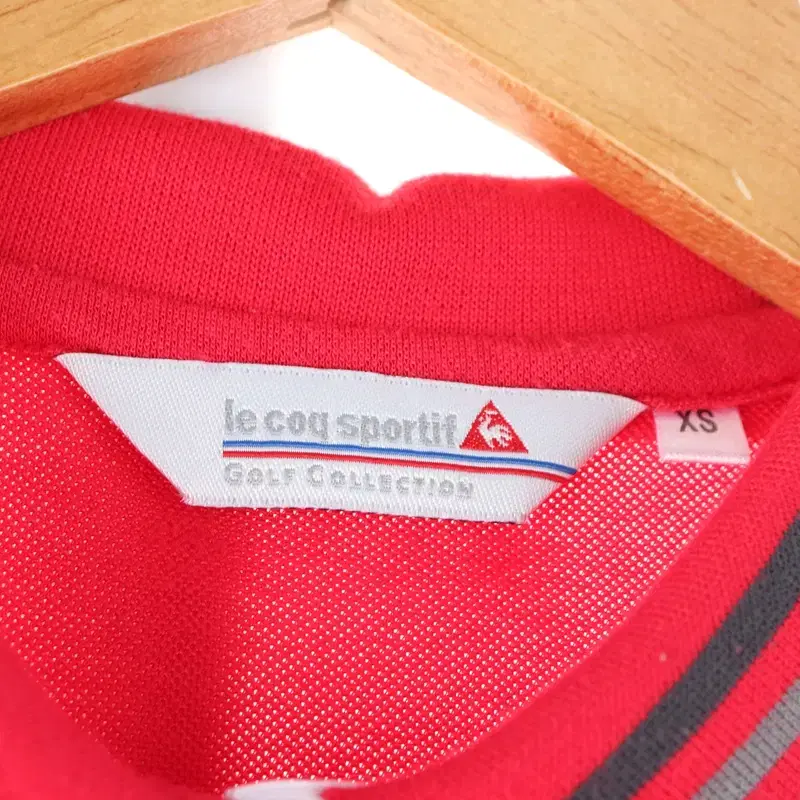 le coq sportif
GOLF COLLECTION
XS